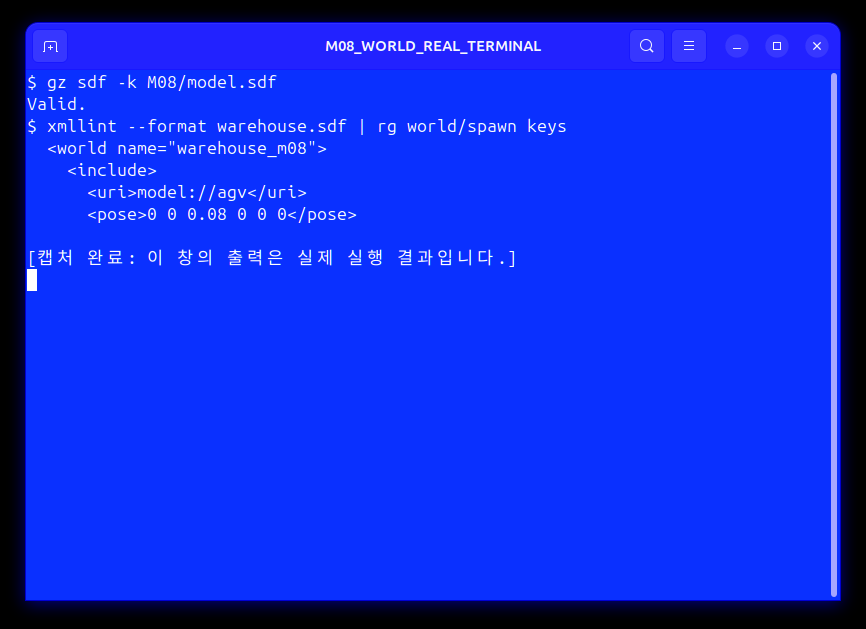 M08_WORLD_REAL_TERMINAL
$ gz sdf -k M08/model.sdf
Valid.
$ xmllint --format warehouse.sdf | rg world/spawn keys
  <world name="warehouse_m08">
    <include>
      <uri>model://agv</uri>
      <pose>0 0 0.08 0 0 0</pose>
[캡처 완료: 이 창의 출력은 실제 실행 결과입니다.]